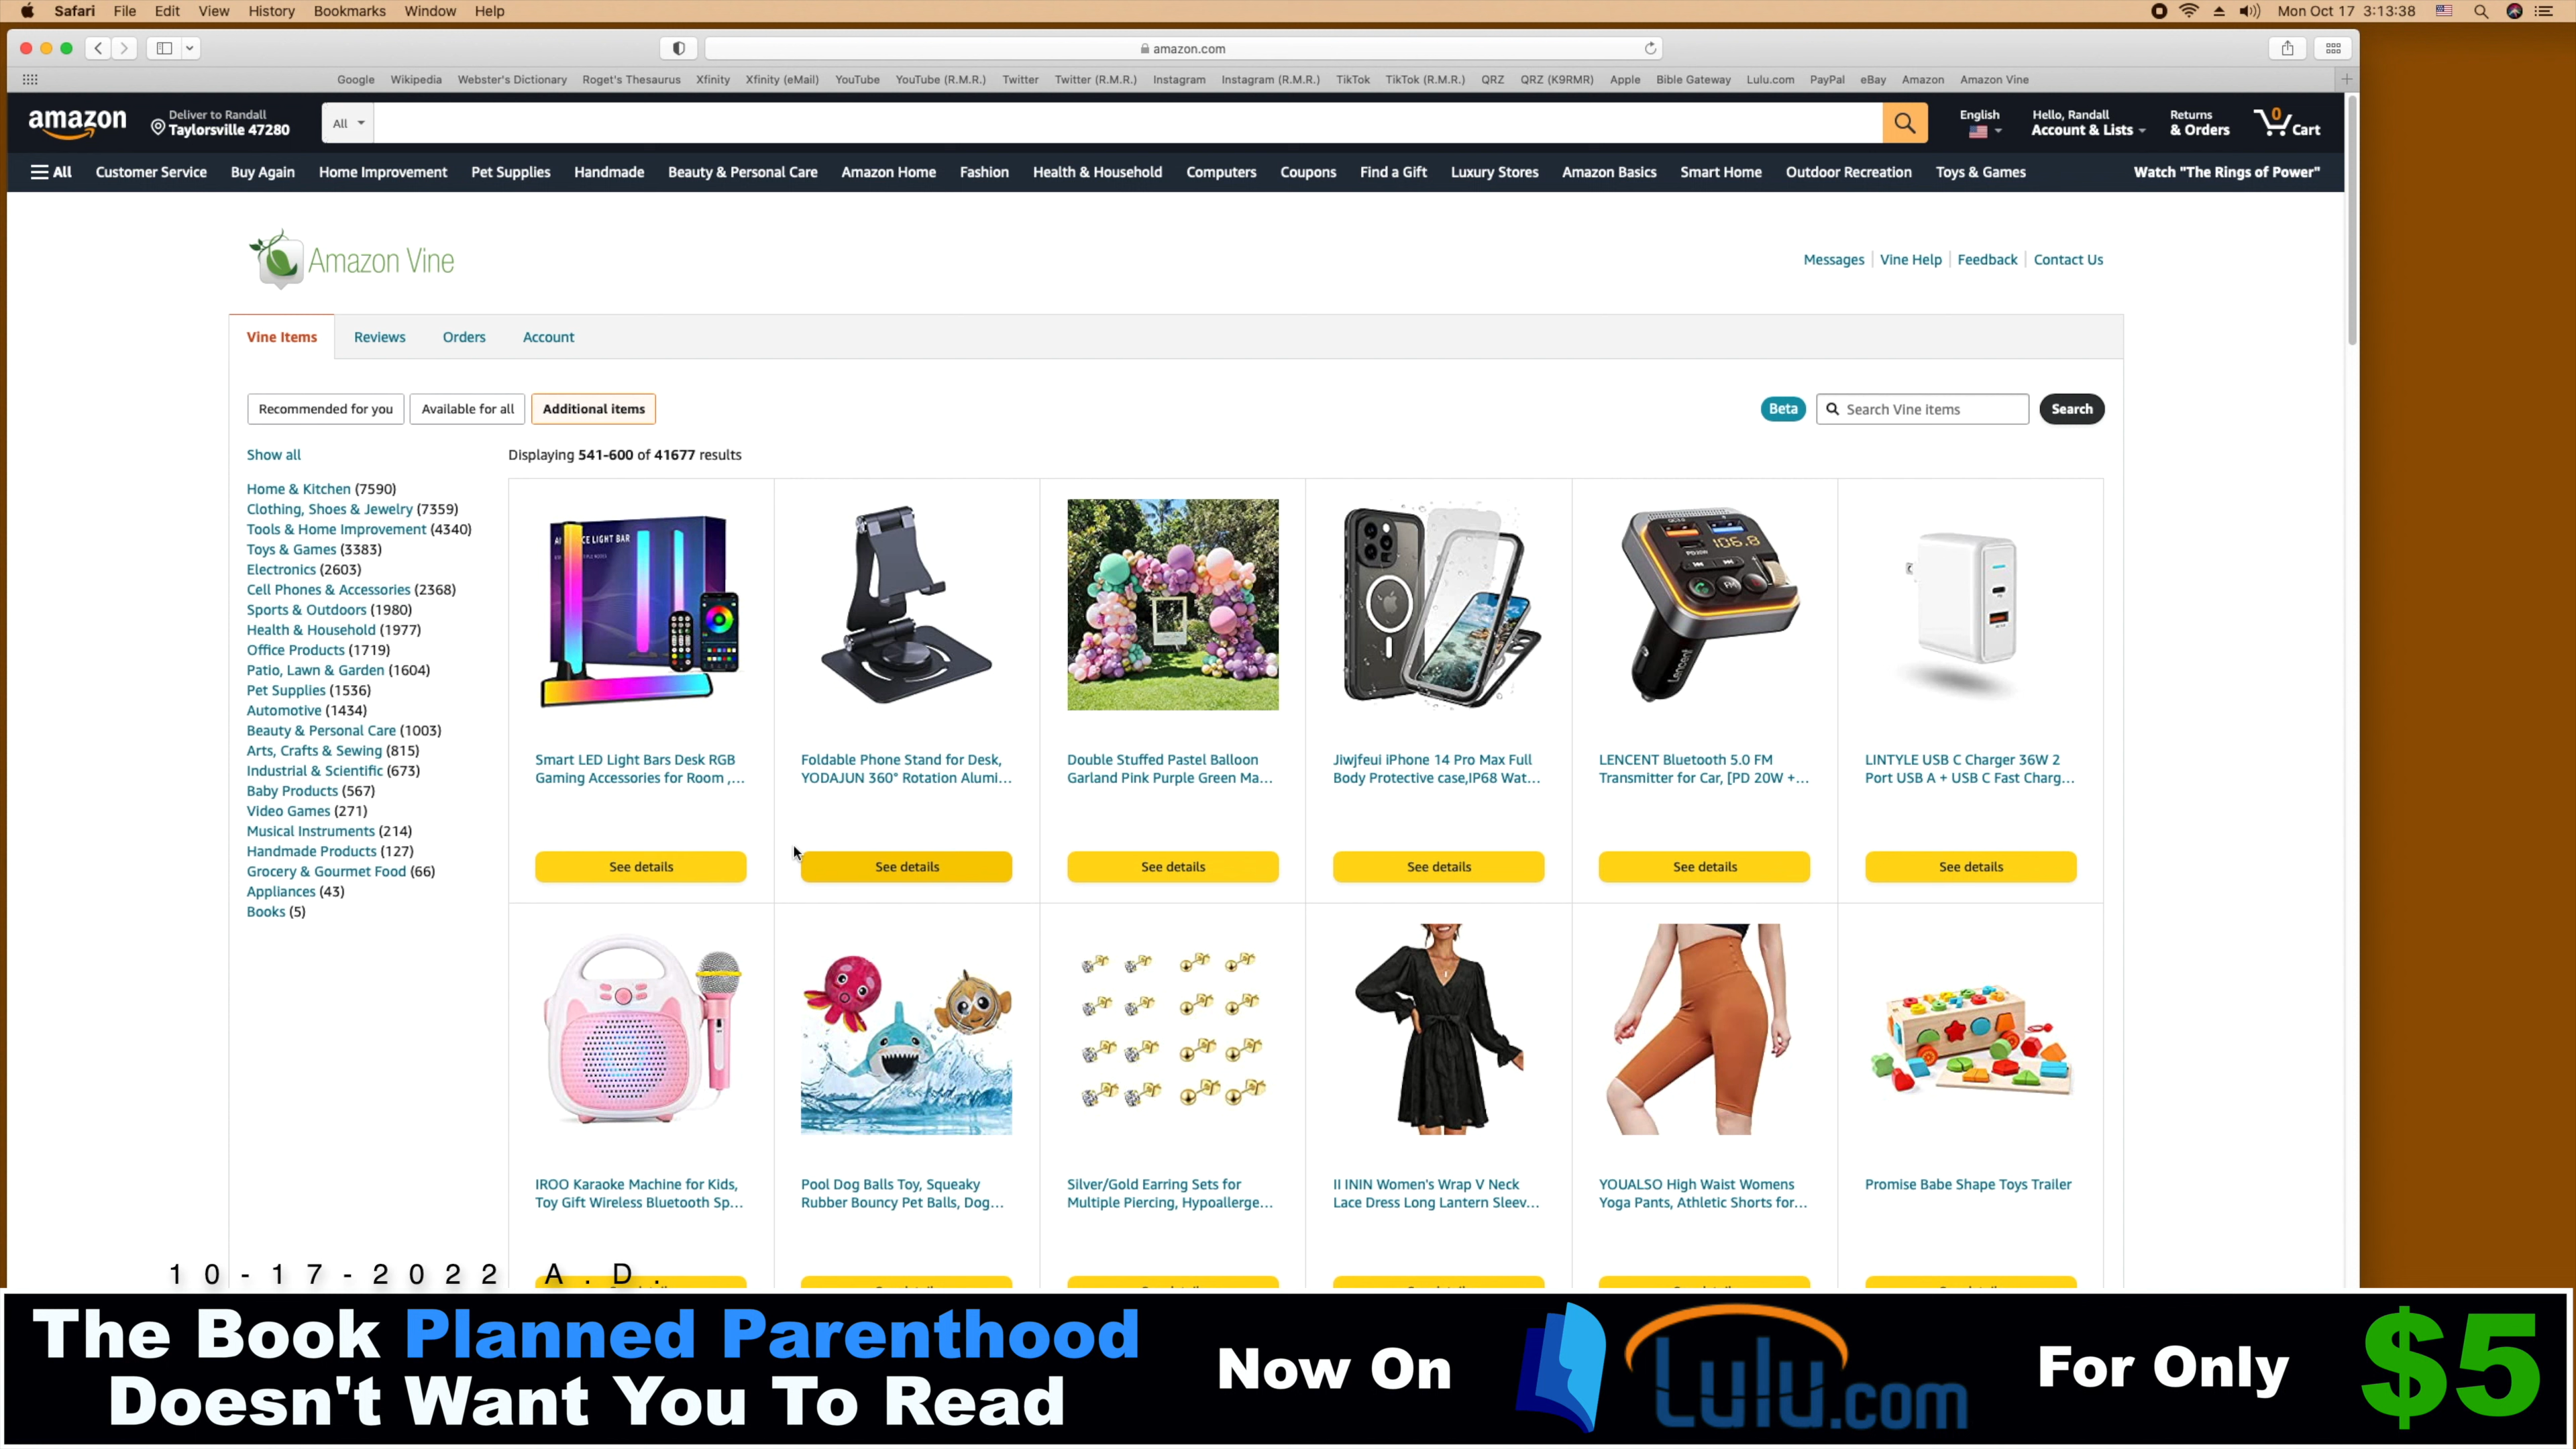 Safari File Edit View History Bookmarks Window Help
Mon Oct 17 3:13:38
amazon.com
Google Wikipedia Webster's Dictionary Roget's Thesaurus Xfinity Xfinity (eMail) YouTube YouTube (R.M.R.) Twitter Twitter (R.M.R.) Instagram Instagram (R.M.R.) TikTok TikTok (R.M.R.) QRZ QRZ (K9RMR) Apple Bible Gateway Lulu.com PayPal eBay Amazon Amazon Vine
amazon
Deliver to Randall
Taylorsville 47280
All
English
Hello, Randall
Account & Lists
Returns
& Orders
0
Cart
All Customer Service Buy Again Home Improvement Pet Supplies Handmade Beauty & Personal Care Amazon Home Fashion Health & Household Computers Coupons Find a Gift Luxury Stores Amazon Basics Smart Home Outdoor Recreation Toys & Games Watch "The Rings of Power"
Amazon Vine
Messages Vine Help Feedback Contact Us
Vine Items Reviews Orders Account
Recommended for you Available for all Additional items
Beta Search Vine items Search
Show all
Displaying 541-600 of 41677 results
Home & Kitchen (7590)
Clothing, Shoes & Jewelry (7359)
Tools & Home Improvement (4340)
Toys & Games (3383)
Electronics (2603)
Cell Phones & Accessories (2368)
Sports & Outdoors (1980)
Health & Household (1977)
Office Products (1719)
Patio, Lawn & Garden (1604)
Pet Supplies (1536)
Automotive (1434)
Beauty & Personal Care (1003)
Arts, Crafts & Sewing (815)
Industrial & Scientific (673)
Baby Products (567)
Video Games (271)
Musical Instruments (214)
Handmade Products (127)
Grocery & Gourmet Food (66)
Appliances (43)
Books (5)
LIGHT BAR
106.8
Lencent
Smart LED Light Bars Desk RGB
Gaming Accessories for Room ,...
Foldable Phone Stand for Desk,
YODAJUN 360° Rotation Alumi...
Double Stuffed Pastel Balloon
Garland Pink Purple Green Ma...
Jiwjfeui iPhone 14 Pro Max Full
Body Protective case,IP68 Wat...
LENCENT Bluetooth 5.0 FM
Transmitter for Car, [PD 20W +...
LINTYLE USB C Charger 36W 2
Port USB A + USB C Fast Charg...
See details See details See details See details See details See details
IROO Karaoke Machine for Kids,
Toy Gift Wireless Bluetooth Sp...
Pool Dog Balls Toy, Squeaky
Rubber Bouncy Pet Balls, Dog...
Silver/Gold Earring Sets for
Multiple Piercing, Hypoallerge...
II ININ Women's Wrap V Neck
Lace Dress Long Lantern Sleev...
YOUALSO High Waist Womens
Yoga Pants, Athletic Shorts for...
Promise Babe Shape Toys Trailer
10-17-2022 A.D.
The Book Planned Parenthood
Doesn't Want You To Read
Now On
Lulu.com
For Only
$5